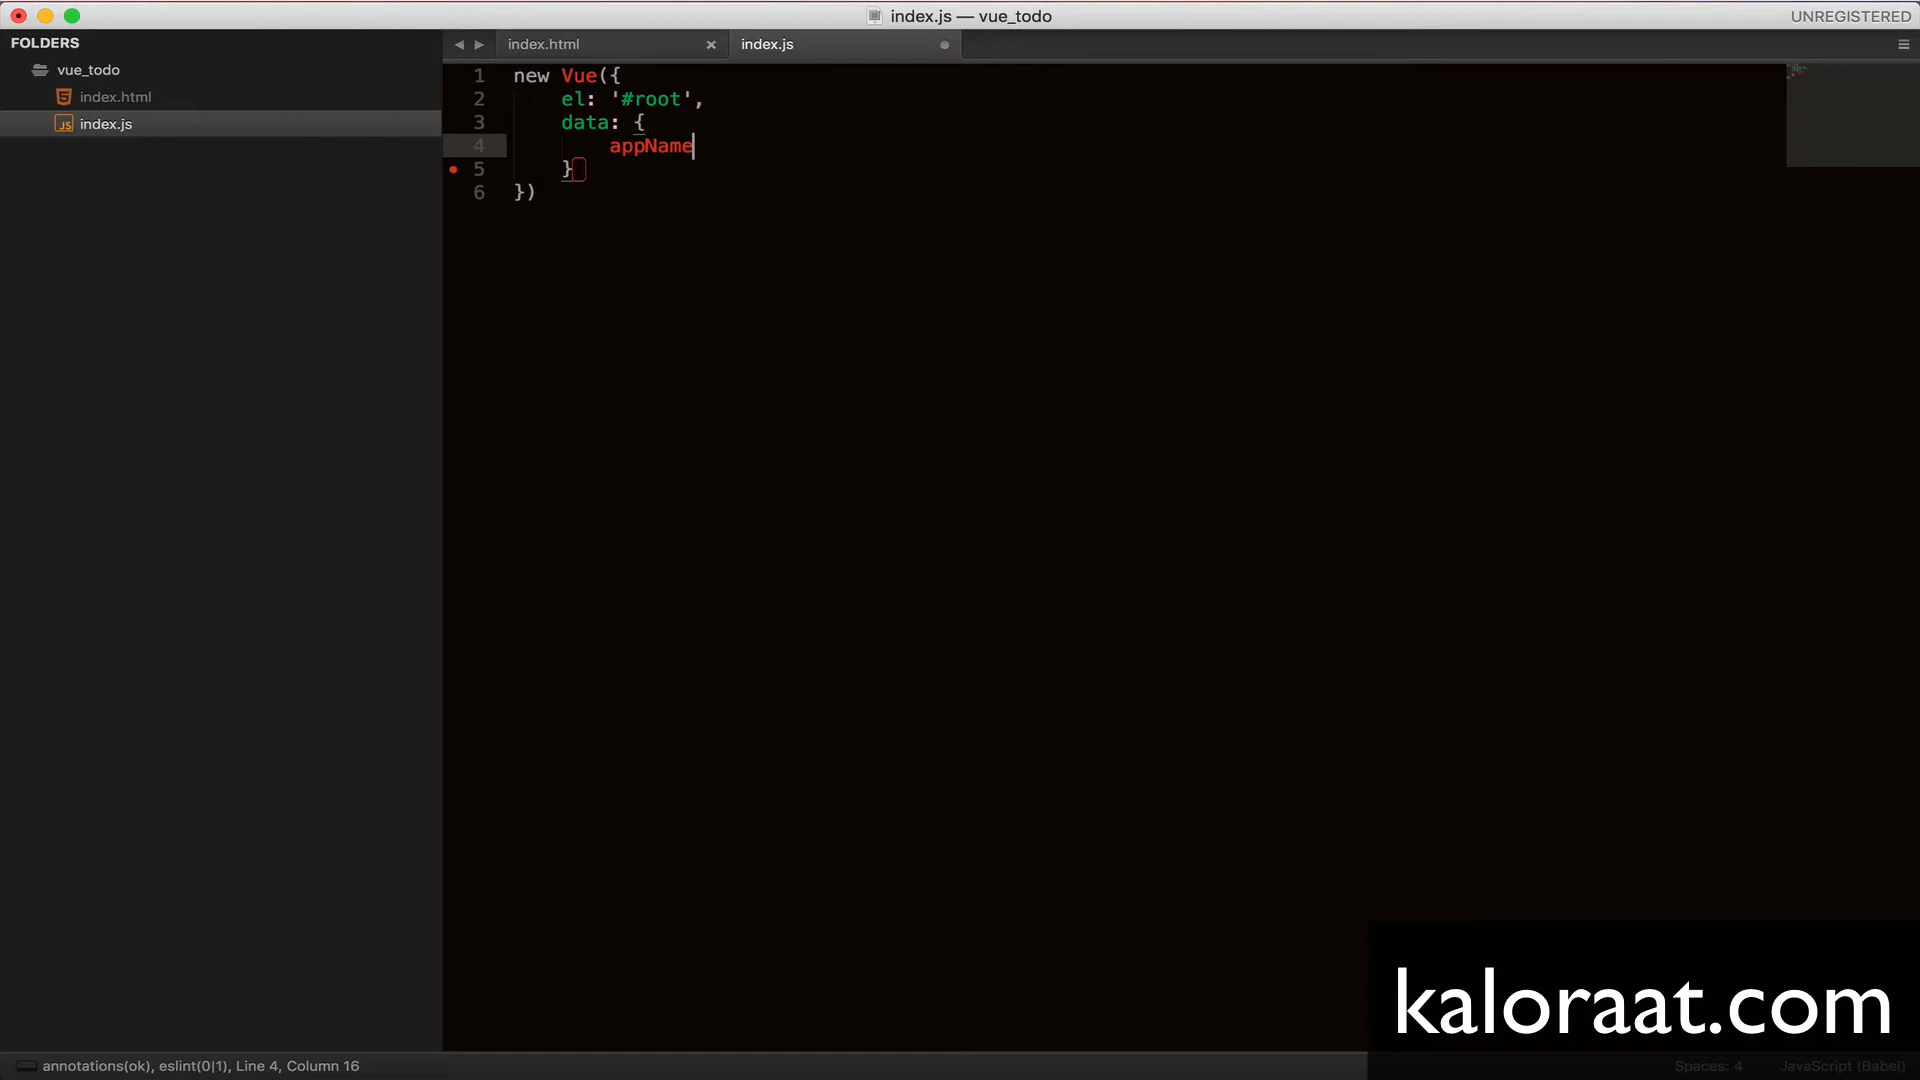 index.js — vue_todo
UNREGISTERED
FOLDERS
vue_todo
index.html
index.js
index.html
index.js
1 new Vue({
2 el: '#root',
3 data: {
4 appName
5 }
6 })
kaloraat.com
annotations(ok), eslint(0|1), Line 4, Column 16
Spaces: 4
JavaScript (Babel)